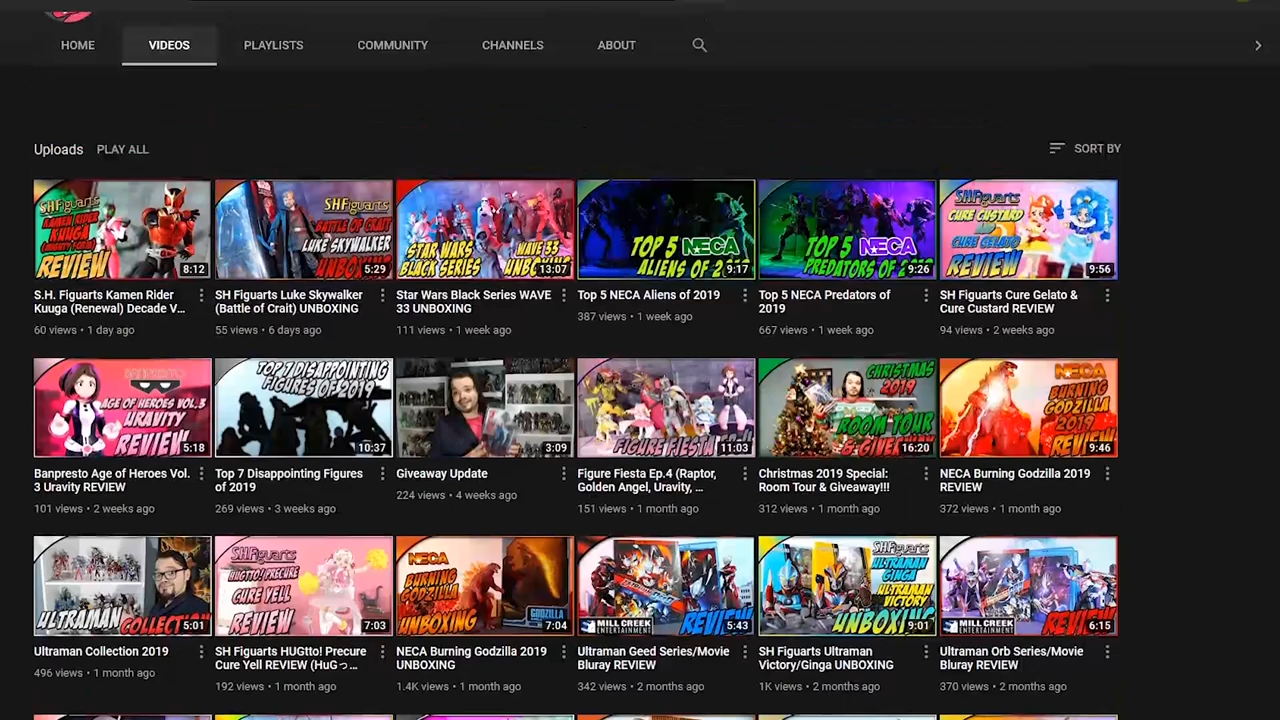 HOME
VIDEOS
PLAYLISTS
COMMUNITY
CHANNELS
ABOUT
Uploads PLAY ALL
SORT BY
SHFiguarts
KAMEN RIDER
KUUGA
REVIEW
8:12
S.H. Figuarts Kamen Rider
Kuuga (Renewal) Decade V...
60 views • 1 day ago
SHFiguarts
BATTLE OF CRAIT
LUKE SKYWALKER
5:29
SH Figuarts Luke Skywalker
(Battle of Crait) UNBOXING
55 views • 6 days ago
STAR WARS
BLACK SERIES
WAVE 33
13:07
Star Wars Black Series WAVE
33 UNBOXING
111 views • 1 week ago
TOP 5 NECA
ALIENS OF
9:17
Top 5 NECA Aliens of 2019
387 views • 1 week ago
TOP 5 NECA
PREDATORS OF
9:26
Top 5 NECA Predators of
2019
667 views • 1 week ago
SHFiguarts
CURE CUSTARD
AND
CURE GELATO
REVIEW
9:56
SH Figuarts Cure Gelato &
Cure Custard REVIEW
94 views • 2 weeks ago
BANPRESTO
AGE OF HEROES VOL.3
URAVITY
REVIEW
5:18
Banpresto Age of Heroes Vol.
3 Uravity REVIEW
101 views • 2 weeks ago
TOP 7 DISAPPOINTING
FIGURES OF 2019
10:37
Top 7 Disappointing Figures
of 2019
269 views • 3 weeks ago
3:09
Giveaway Update
224 views • 4 weeks ago
FIGURE FIESTA
11:03
Figure Fiesta Ep.4 (Raptor,
Golden Angel, Uravity, ...
151 views • 1 month ago
CHRISTMAS
2019
ROOM TOUR
16:20
Christmas 2019 Special:
Room Tour & Giveaway!!!
312 views • 1 month ago
NECA
BURNING
GODZILLA
2019
9:46
NECA Burning Godzilla 2019
REVIEW
372 views • 1 month ago
ULTRAMAN
5:01
Ultraman Collection 2019
496 views • 1 month ago
SHFiguarts
HUGTTO! PRECURE
CURE YELL
REVIEW
7:03
SH Figuarts HUGtto! Precure
Cure Yell REVIEW (HuGっ...
192 views • 1 month ago
NECA
BURNING
GODZILLA
UNBOXING
GODZILLA
7:04
NECA Burning Godzilla 2019
UNBOXING
1.4K views • 1 month ago
MILL CREEK
ENTERTAINMENT
5:43
Ultraman Geed Series/Movie
Bluray REVIEW
342 views • 2 months ago
SHFiguarts
ULTRAMAN
GINGA
ULTRAMAN
VICTORY
9:01
SH Figuarts Ultraman
Victory/Ginga UNBOXING
1K views • 2 months ago
MILL CREEK
ENTERTAINMENT
6:15
Ultraman Orb Series/Movie
Bluray REVIEW
370 views • 2 months ago